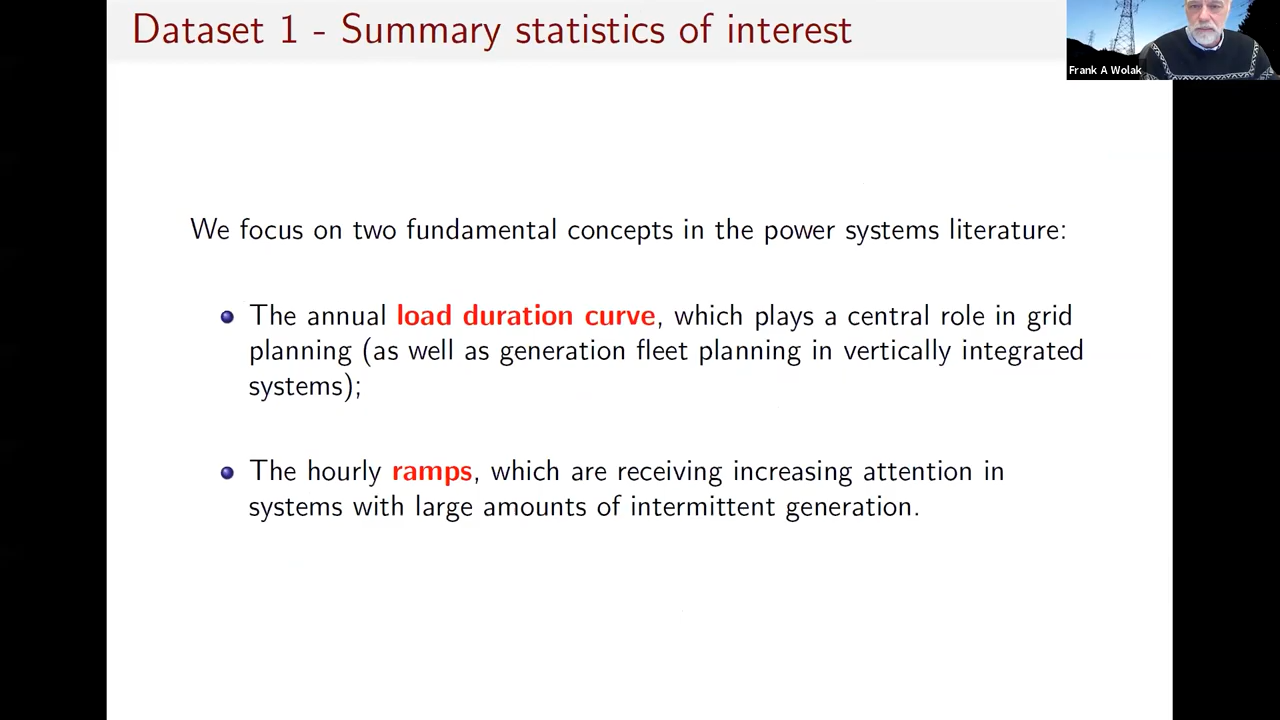 Dataset 1 - Summary statistics of interest
Frank A Wolak
We focus on two fundamental concepts in the power systems literature:
The annual load duration curve, which plays a central role in grid
planning (as well as generation fleet planning in vertically integrated
systems);
The hourly ramps, which are receiving increasing attention in
systems with large amounts of intermittent generation.